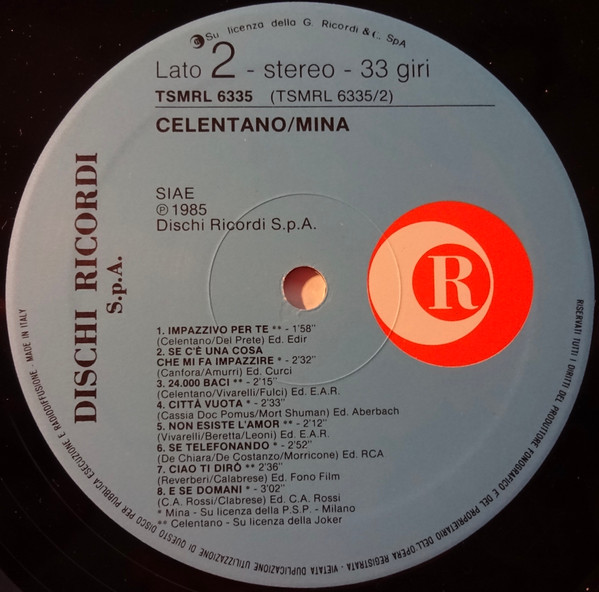 Su licenza della G. Ricordi & C. SpA
Lato 2 - stereo - 33 giri
TSMRL 6335 (TSMRL 6335/2)
CELENTANO/MINA
DISCHI RICORDI
S.p.A.
SIAE
℗ 1985
Dischi Ricordi S.p.A.
R
1. IMPAZZIVO PER TE ** - 1'58"
(Celentano/Del Prete) Ed. Edir
2. SE C'È UNA COSA
CHE MI FA IMPAZZIRE * - 2'32"
(Canfora/Amurri) Ed. Curci
3. 24.000 BACI ** - 2'15"
(Celentano/Vivarelli/Fulci) Ed. E.A.R.
4. CITTÀ VUOTA * - 2'33"
(Cassia Doc Pomus/Mort Shuman) Ed. Aberbach
5. NON ESISTE L'AMOR ** - 2'12"
(Vivarelli/Beretta/Leoni) Ed. E.A.R.
6. SE TELEFONANDO * - 2'52"
(De Chiara/De Costanzo/Morricone) Ed. RCA
7. CIAO TI DIRÒ ** 2'36"
(Reverberi/Calabrese) Ed. Fono Film
8. E SE DOMANI * - 3'02"
(C.A. Rossi/Clabrese) Ed. C.A. Rossi
* Mina - Su licenza della P.S.P. - Milano
** Celentano - Su licenza della Joker
RISERVATI TUTTI I DIRITTI DEL PRODUTTORE FONOGRAFICO E DEL PROPRIETARIO DELL'OPERA REGISTRATA - VIETATA DUPLICAZIONE UTILIZZAZIONE DI QUESTO DISCO PER PUBBLICA ESECUZIONE E RADIODIFFUSIONE - MADE IN ITALY